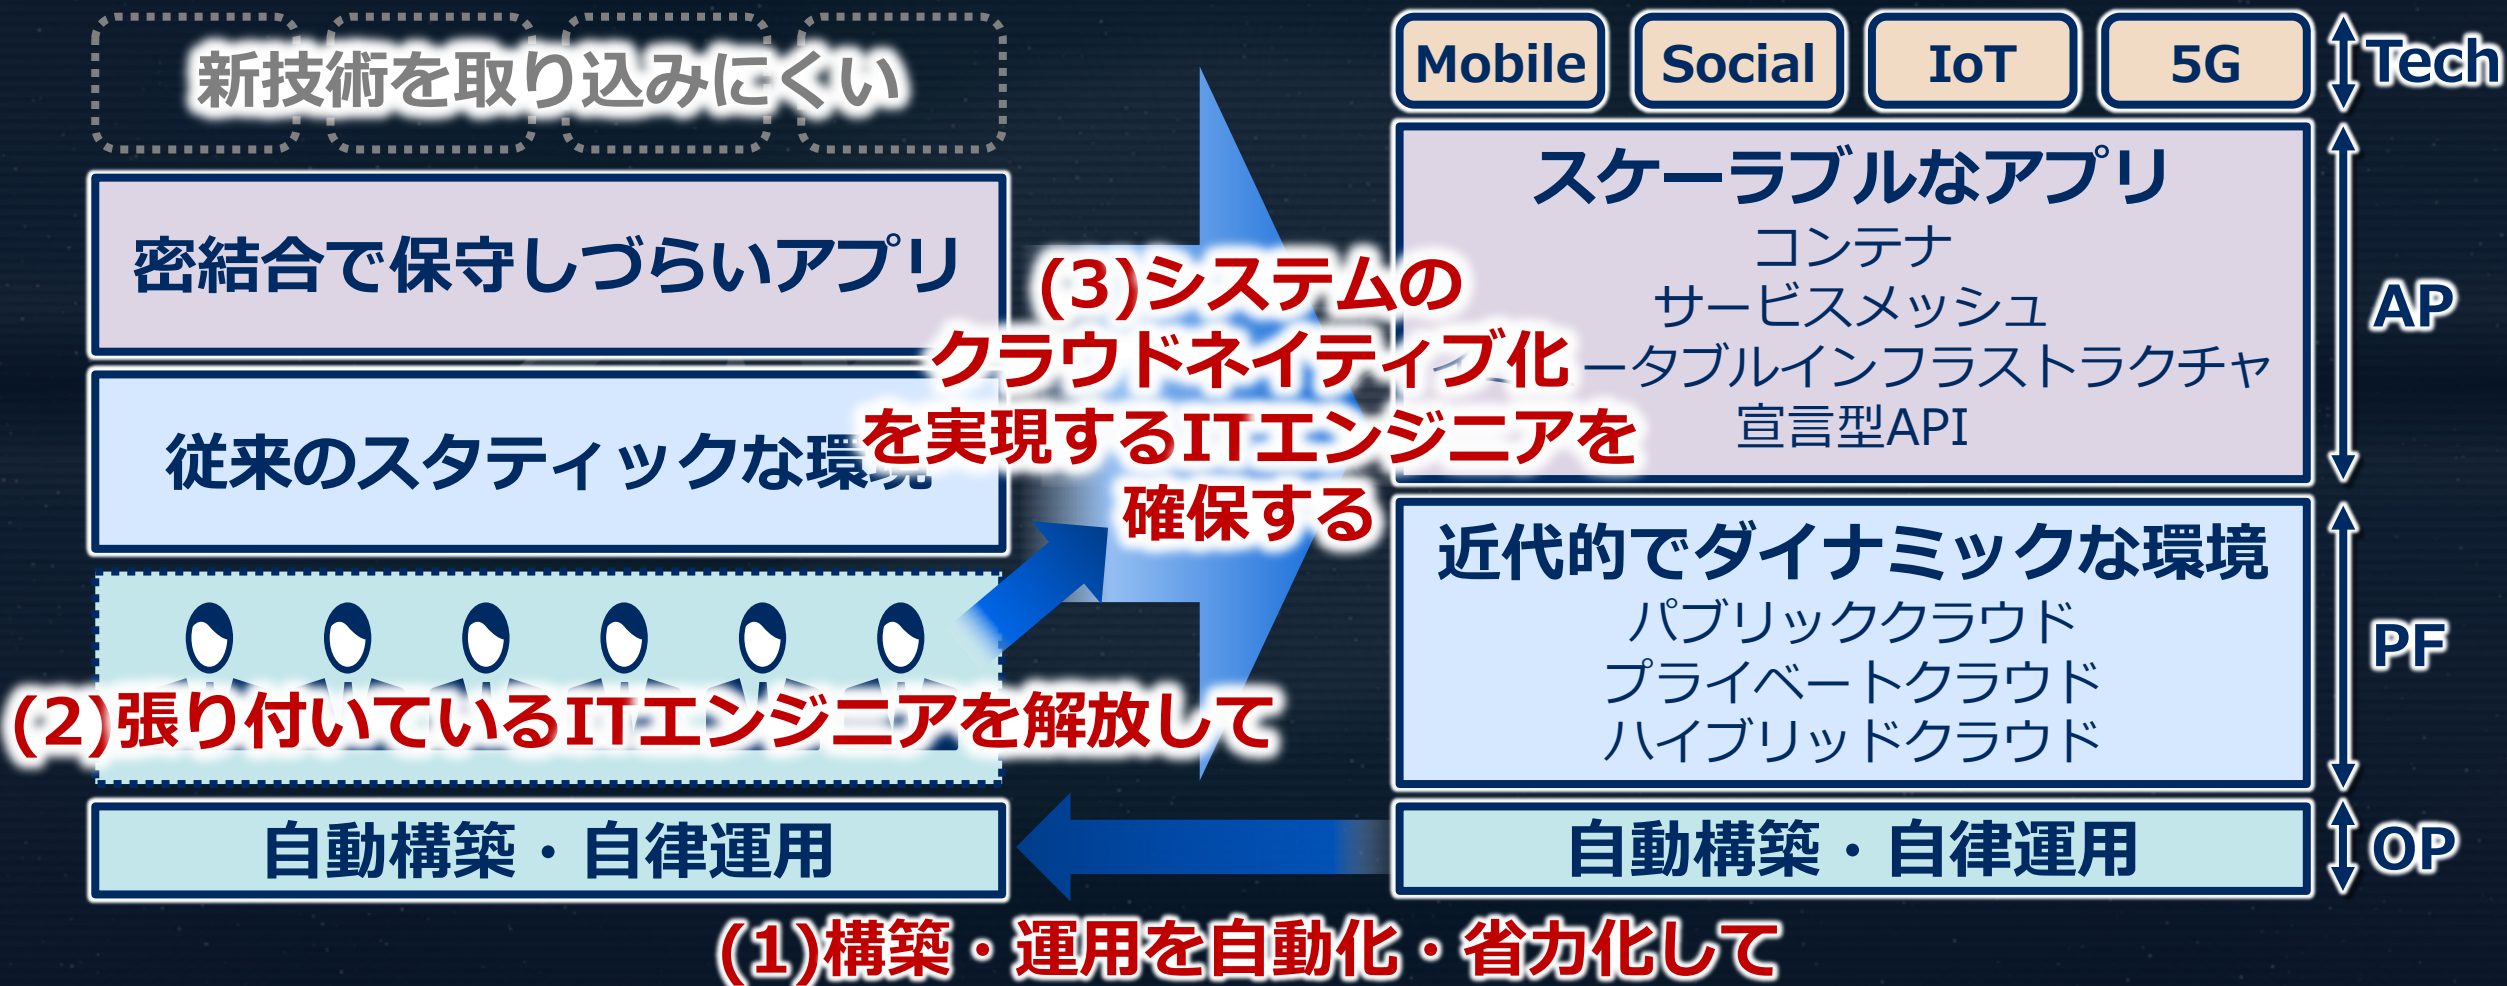 新技術を取り込みにくい
密結合で保守しづらいアプリ
従来のスタティックな環境
(2)張り付いているITエンジニアを解放して
自動構築・自律運用
(3)システムの
クラウドネイティブ化
を実現するITエンジニアを
確保する
(1)構築・運用を自動化・省力化して
Mobile
Social
IoT
5G
Tech
スケーラブルなアプリ
コンテナ
サービスメッシュ
ータブルインフラストラクチャ
宣言型API
AP
近代的でダイナミックな環境
パブリッククラウド
プライベートクラウド
ハイブリッドクラウド
PF
自動構築・自律運用
OP